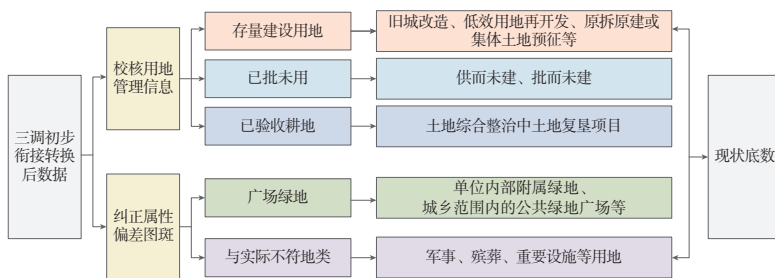 三调初步
衔接转换
后数据
校核用地
管理信息
纠正属性
偏差图斑
存量建设用地
旧城改造、低效用地再开发、原拆原建或
集体土地预征等
已批未用
供而未建、批而未建
已验收耕地
土地综合整治中土地复垦项目
广场绿地
单位内部附属绿地、
城乡范围内的公共绿地广场等
与实际不符地类
军事、殡葬、重要设施等用地
现状底数